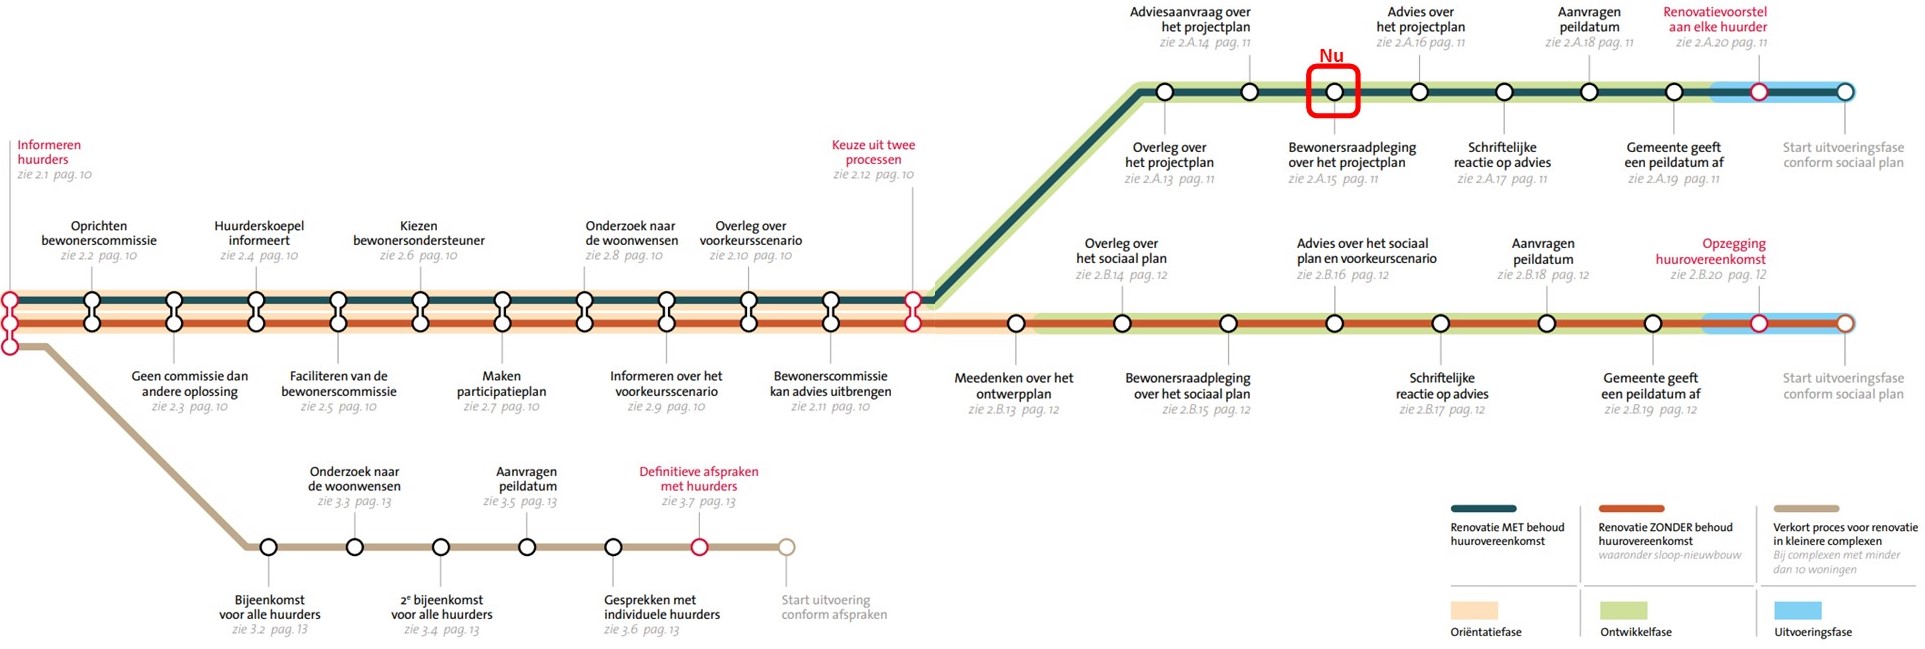 Adviesaanvraag over
het projectplan
zie 2.A.14 pag. 11
Advies over
het projectplan
zie 2.A.16 pag. 11
Aanvragen
peildatum
zie 2.A.18 pag. 11
Renovatievoorstel
aan elke huurder
zie 2.A.20 pag. 11
Nu
Overleg over
het projectplan
zie 2.A.13 pag. 11
Bewonersraadpleging
over het projectplan
zie 2.A.15 pag. 11
Schriftelijke
reactie op advies
zie 2.A.17 pag. 11
Gemeente geeft
een peildatum af
zie 2.A.19 pag. 11
Start uitvoeringsfase
conform sociaal plan
Informeren
huurders
zie 2.1 pag. 10
Keuze uit twee
processen
zie 2.12 pag. 10
Oprichten
bewonerscommissie
zie 2.2 pag. 10
Huurderskoepel
informeert
zie 2.4 pag. 10
Kiezen
bewonersondersteuner
zie 2.6 pag. 10
Onderzoek naar
de woonwensen
zie 2.8 pag. 10
Overleg over
voorkeursscenario
zie 2.10 pag. 10
Overleg over
het sociaal plan
zie 2.B.14 pag. 12
Advies over het sociaal
plan en voorkeurscenario
zie 2.B.16 pag. 12
Aanvragen
peildatum
zie 2.B.18 pag. 12
Opzegging
huurovereenkomst
zie 2.B.20 pag. 12
Geen commissie dan
andere oplossing
zie 2.3 pag. 10
Faciliteren van de
bewonerscommissie
zie 2.5 pag. 10
Maken
participatieplan
zie 2.7 pag. 10
Informeren over het
voorkeursscenario
zie 2.9 pag. 10
Bewonerscommissie
kan advies uitbrengen
zie 2.11 pag. 10
Meedenken over het
ontwerpplan
zie 2.B.13 pag. 12
Bewonersraadpleging
over het sociaal plan
zie 2.B.15 pag. 12
Schriftelijke
reactie op advies
zie 2.B.17 pag. 12
Gemeente geeft
een peildatum af
zie 2.B.19 pag. 12
Start uitvoeringsfase
conform sociaal plan
Onderzoek naar
de woonwensen
zie 3.3 pag. 13
Aanvragen
peildatum
zie 3.5 pag. 13
Definitieve afspraken
met huurders
zie 3.7 pag. 13
Bijeenkomst
voor alle huurders
zie 3.2 pag. 13
2e bijeenkomst
voor alle huurders
zie 3.4 pag. 13
Gesprekken met
individuele huurders
zie 3.6 pag. 13
Start uitvoering
conform afspraken
Renovatie MET behoud
huurovereenkomst
Renovatie ZONDER behoud
huurovereenkomst
waaronder sloop-nieuwbouw
Verkort proces voor renovatie
in kleinere complexen
Bij complexen met minder
dan 10 woningen
Oriëntatiefase
Ontwikkelfase
Uitvoeringsfase